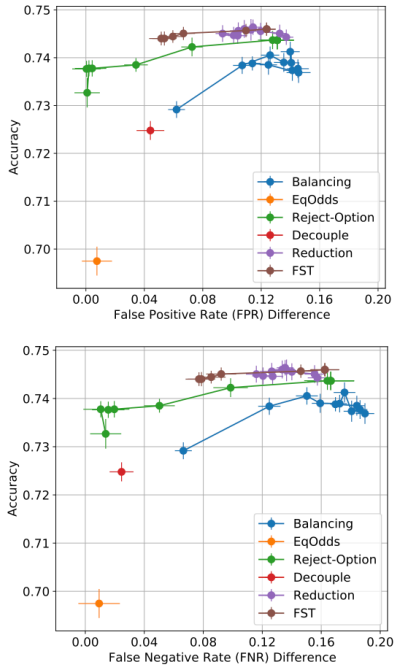 0.75
0.74
0.73
0.72
0.71
0.70
Accuracy
Balancing
EqOdds
Reject-Option
Decouple
Reduction
FST
0.00 0.04 0.08 0.12 0.16 0.20
False Positive Rate (FPR) Difference
0.75
0.74
0.73
0.72
0.71
0.70
Accuracy
Balancing
EqOdds
Reject-Option
Decouple
Reduction
FST
0.00 0.04 0.08 0.12 0.16 0.20
False Negative Rate (FNR) Difference